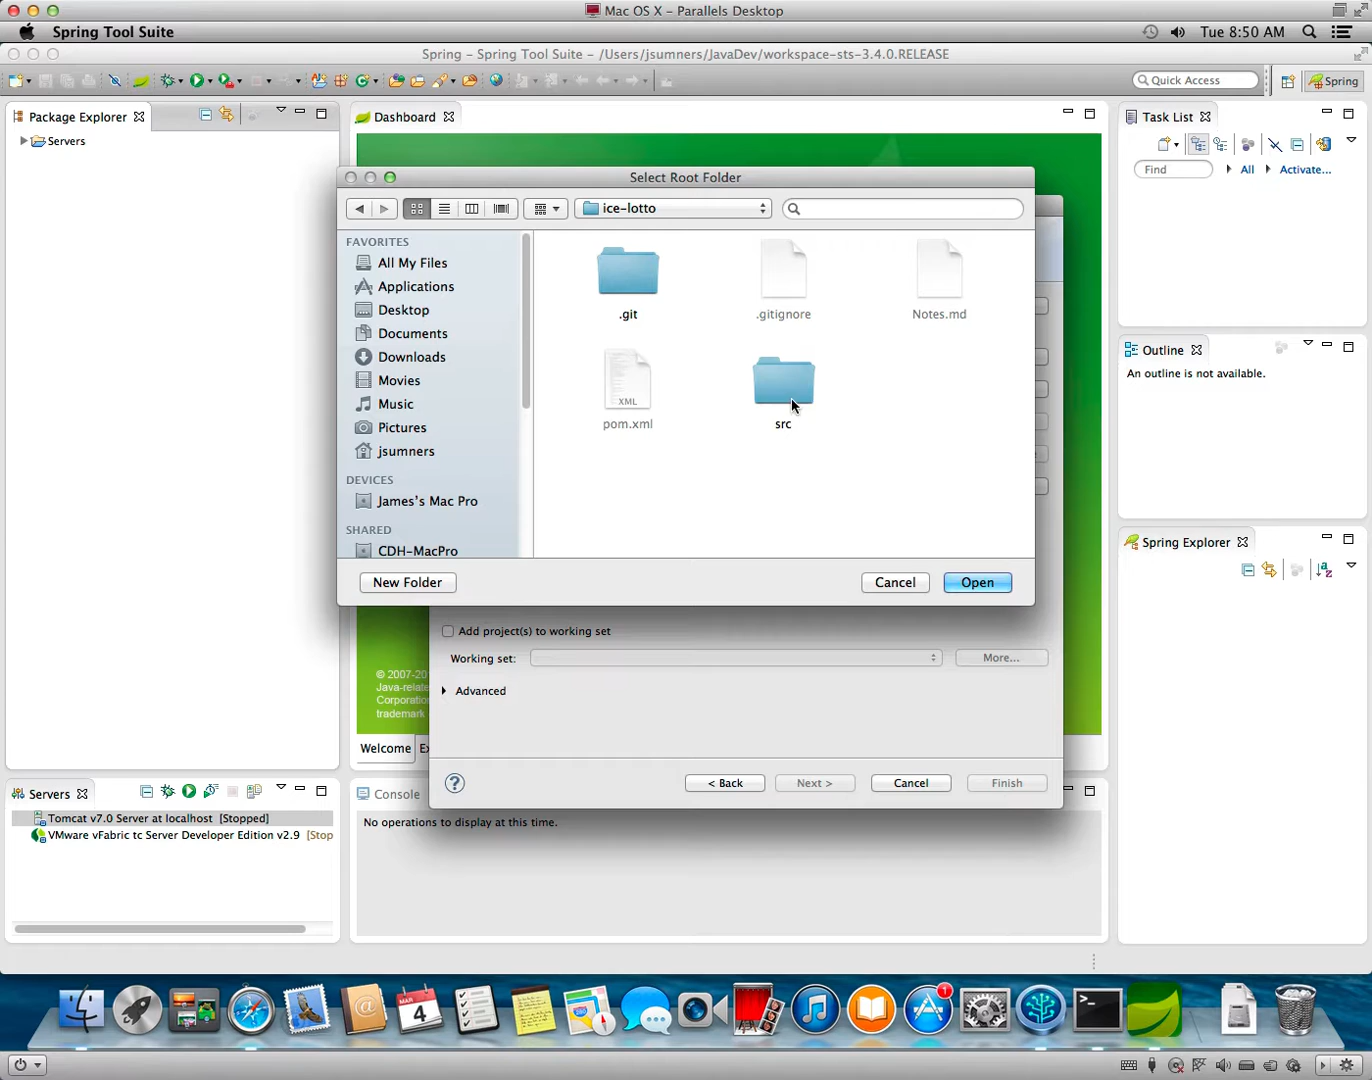 Mac OS X – Parallels Desktop
Spring Tool Suite
Tue 8:50 AM
Spring – Spring Tool Suite – /Users/jsumners/JavaDev/workspace-sts-3.4.0.RELEASE
Quick Access
Spring
Package Explorer
Servers
Dashboard
Task List
Find
All
Activate...
Select Root Folder
ice-lotto
FAVORITES
All My Files
Applications
Desktop
Documents
Downloads
Movies
Music
Pictures
jsumners
DEVICES
James's Mac Pro
SHARED
CDH-MacPro
.git
.gitignore
Notes.md
XML
pom.xml
src
New Folder
Cancel
Open
Outline
An outline is not available.
Spring Explorer
Add project(s) to working set
Working set:
More...
Advanced
© 2007-20
Java-relate
Corporation
trademark
Welcome
E
?
< Back
Next >
Cancel
Finish
Servers
Tomcat v7.0 Server at localhost [Stopped]
VMware vFabric tc Server Developer Edition v2.9 [Stop
Console
No operations to display at this time.
MAR
4
1